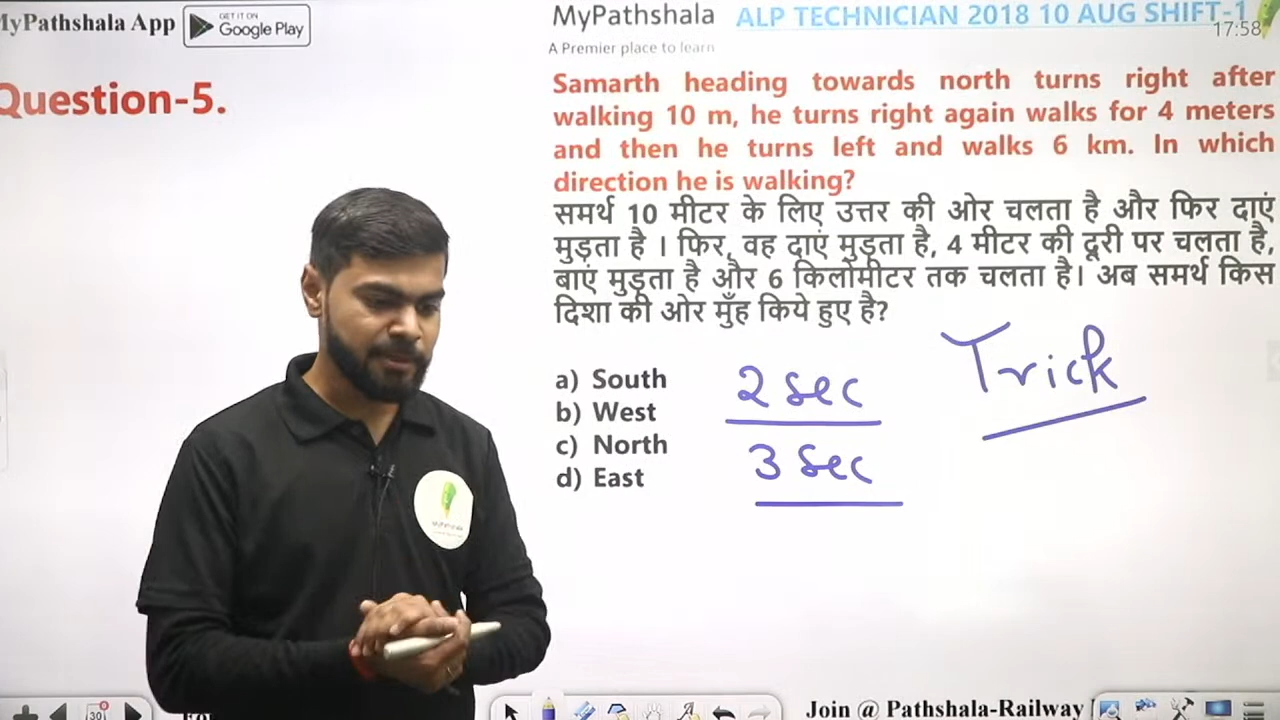 MyPathshala App
GET IT ON
Google Play
MyPathshala
A Premier place to learn
ALP TECHNICIAN 2018 10 AUG SHIFT-1
17:58
Question-5.
Samarth heading towards north turns right after
walking 10 m, he turns right again walks for 4 meters
and then he turns left and walks 6 km. In which
direction he is walking?
समर्थ 10 मीटर के लिए उत्तर की ओर चलता है और फिर दाएं
मुड़ता है । फिर, वह दाएं मुड़ता है, 4 मीटर की दूरी पर चलता है,
बाएं मुड़ता है और 6 किलोमीटर तक चलता है। अब समर्थ किस
दिशा की ओर मुँह किये हुए है?
a) South
b) West
c) North
d) East
2 sec
3 sec
Trick
30
Join @ Pathshala-Railway